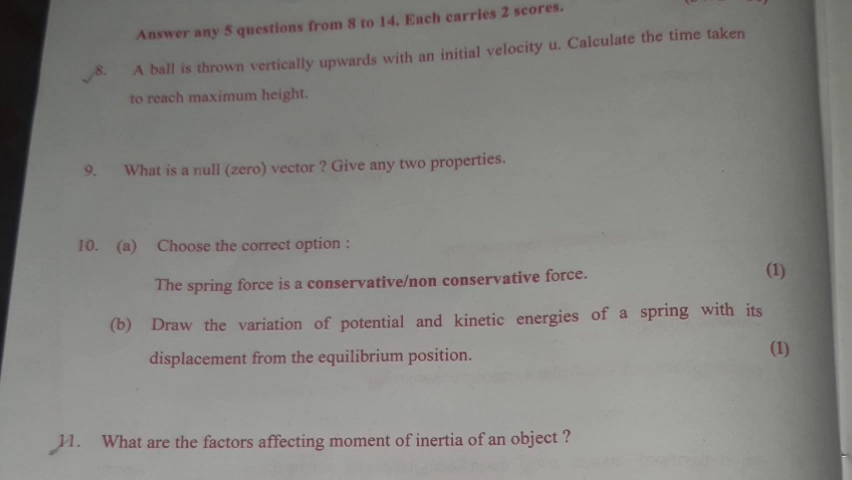 Answer any 5 questions from 8 to 14. Each carries 2 scores.
8. A ball is thrown vertically upwards with an initial velocity u. Calculate the time taken
to reach maximum height.
9. What is a null (zero) vector ? Give any two properties.
10. (a) Choose the correct option :
The spring force is a conservative/non conservative force. (1)
(b) Draw the variation of potential and kinetic energies of a spring with its
displacement from the equilibrium position. (1)
11. What are the factors affecting moment of inertia of an object ?